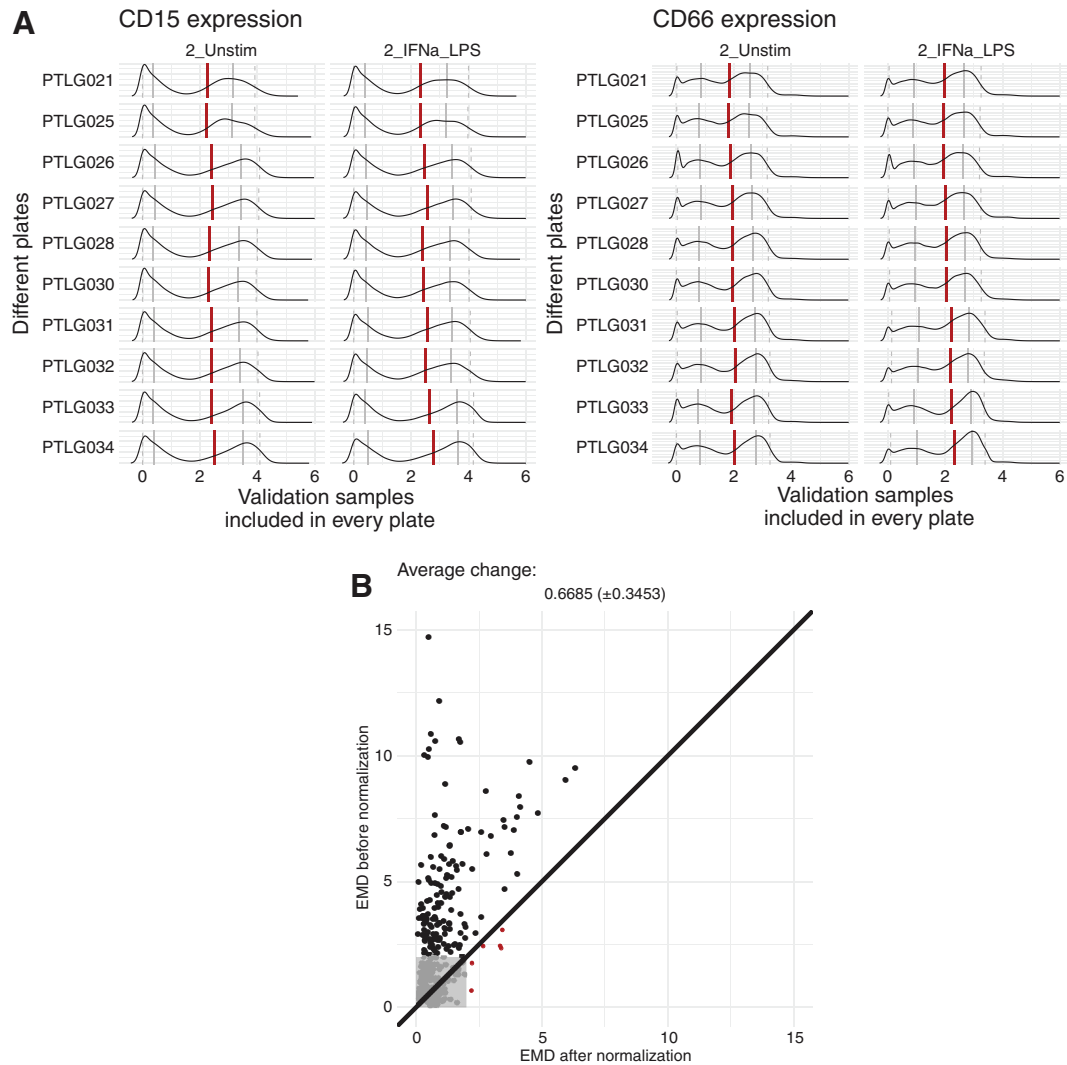 A
CD15 expression
CD66 expression
2_Unstim
2_IFNa_LPS
2_Unstim
2_IFNa_LPS
Different plates
PTLG021
PTLG025
PTLG026
PTLG027
PTLG028
PTLG030
PTLG031
PTLG032
PTLG033
PTLG034
0 2 4 6
0 2 4 6
Validation samples
included in every plate
Different plates
PTLG021
PTLG025
PTLG026
PTLG027
PTLG028
PTLG030
PTLG031
PTLG032
PTLG033
PTLG034
0 2 4 6
0 2 4 6
Validation samples
included in every plate
B
Average change:
0.6685 (±0.3453)
EMD before normalization
15
10
5
0
0 5 10 15
EMD after normalization